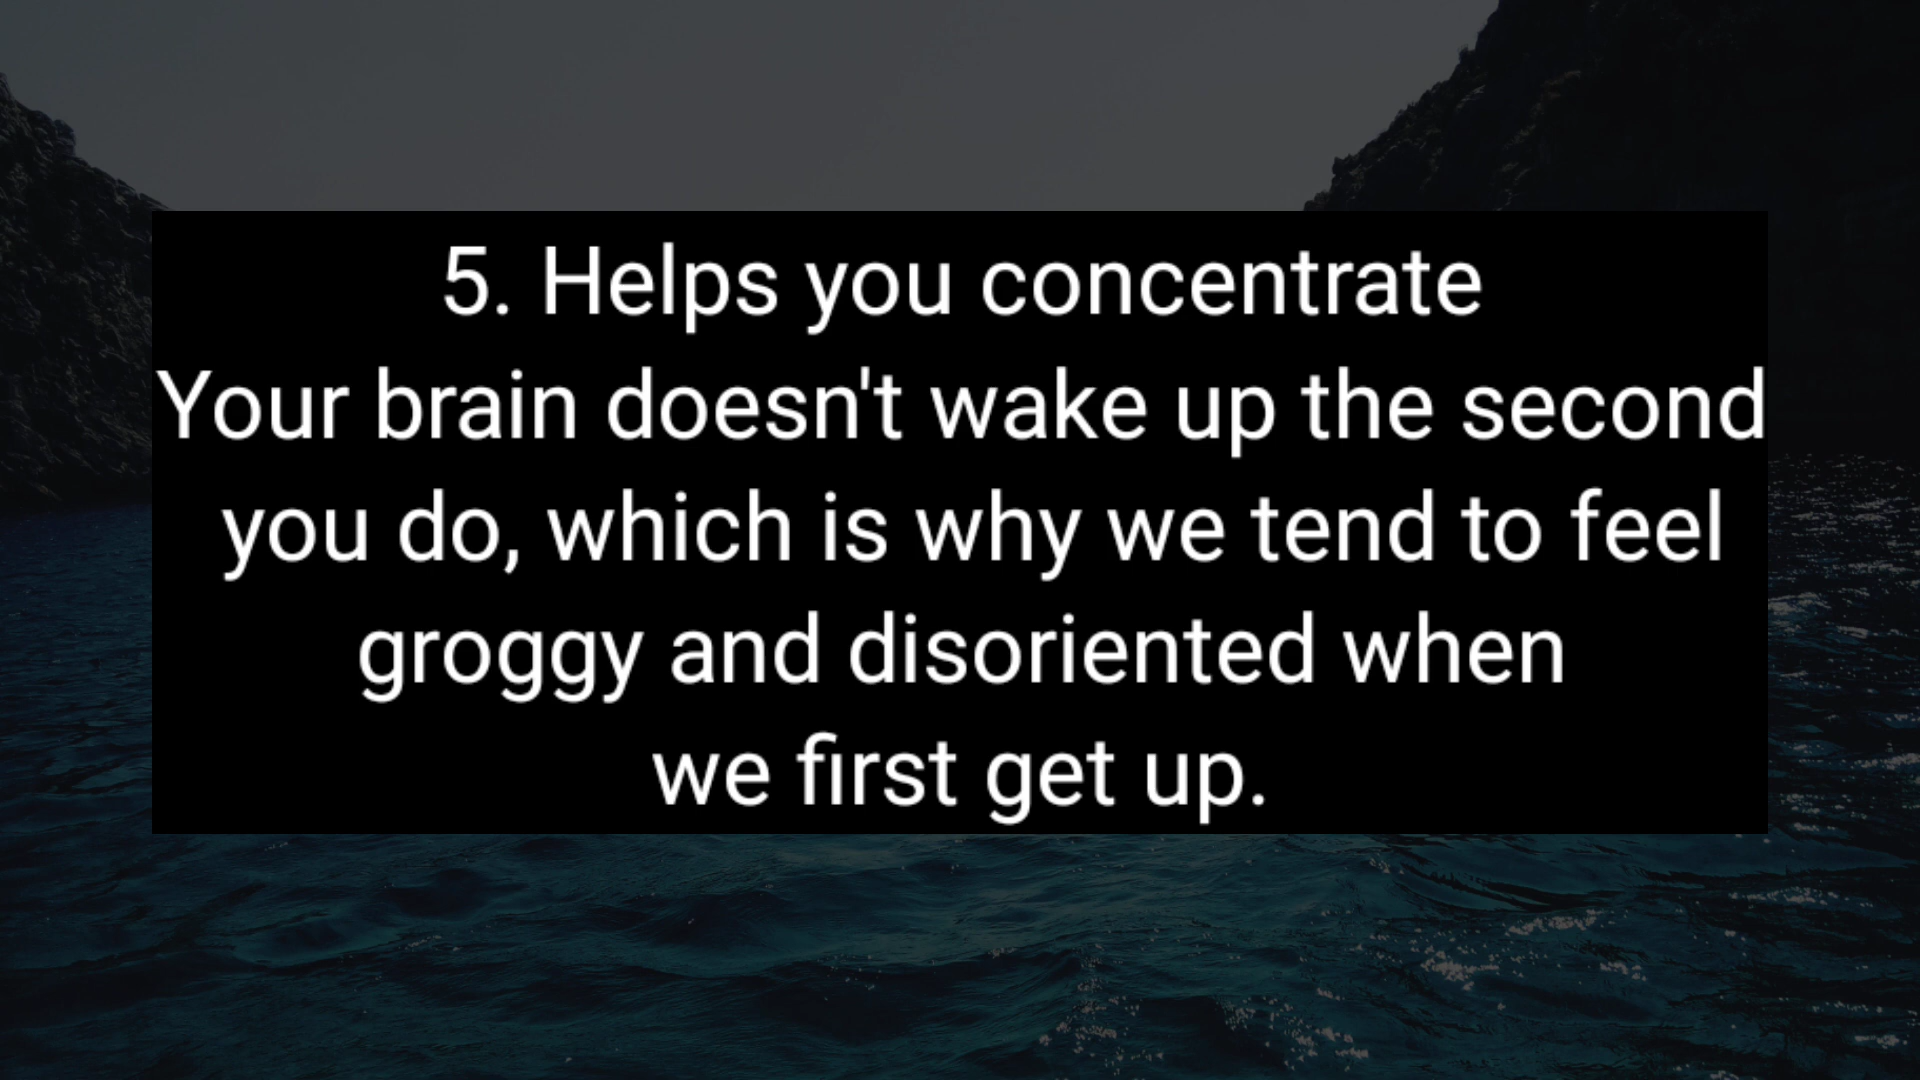 5. Helps you concentrate
Your brain doesn't wake up the second
you do, which is why we tend to feel
groggy and disoriented when
we first get up.